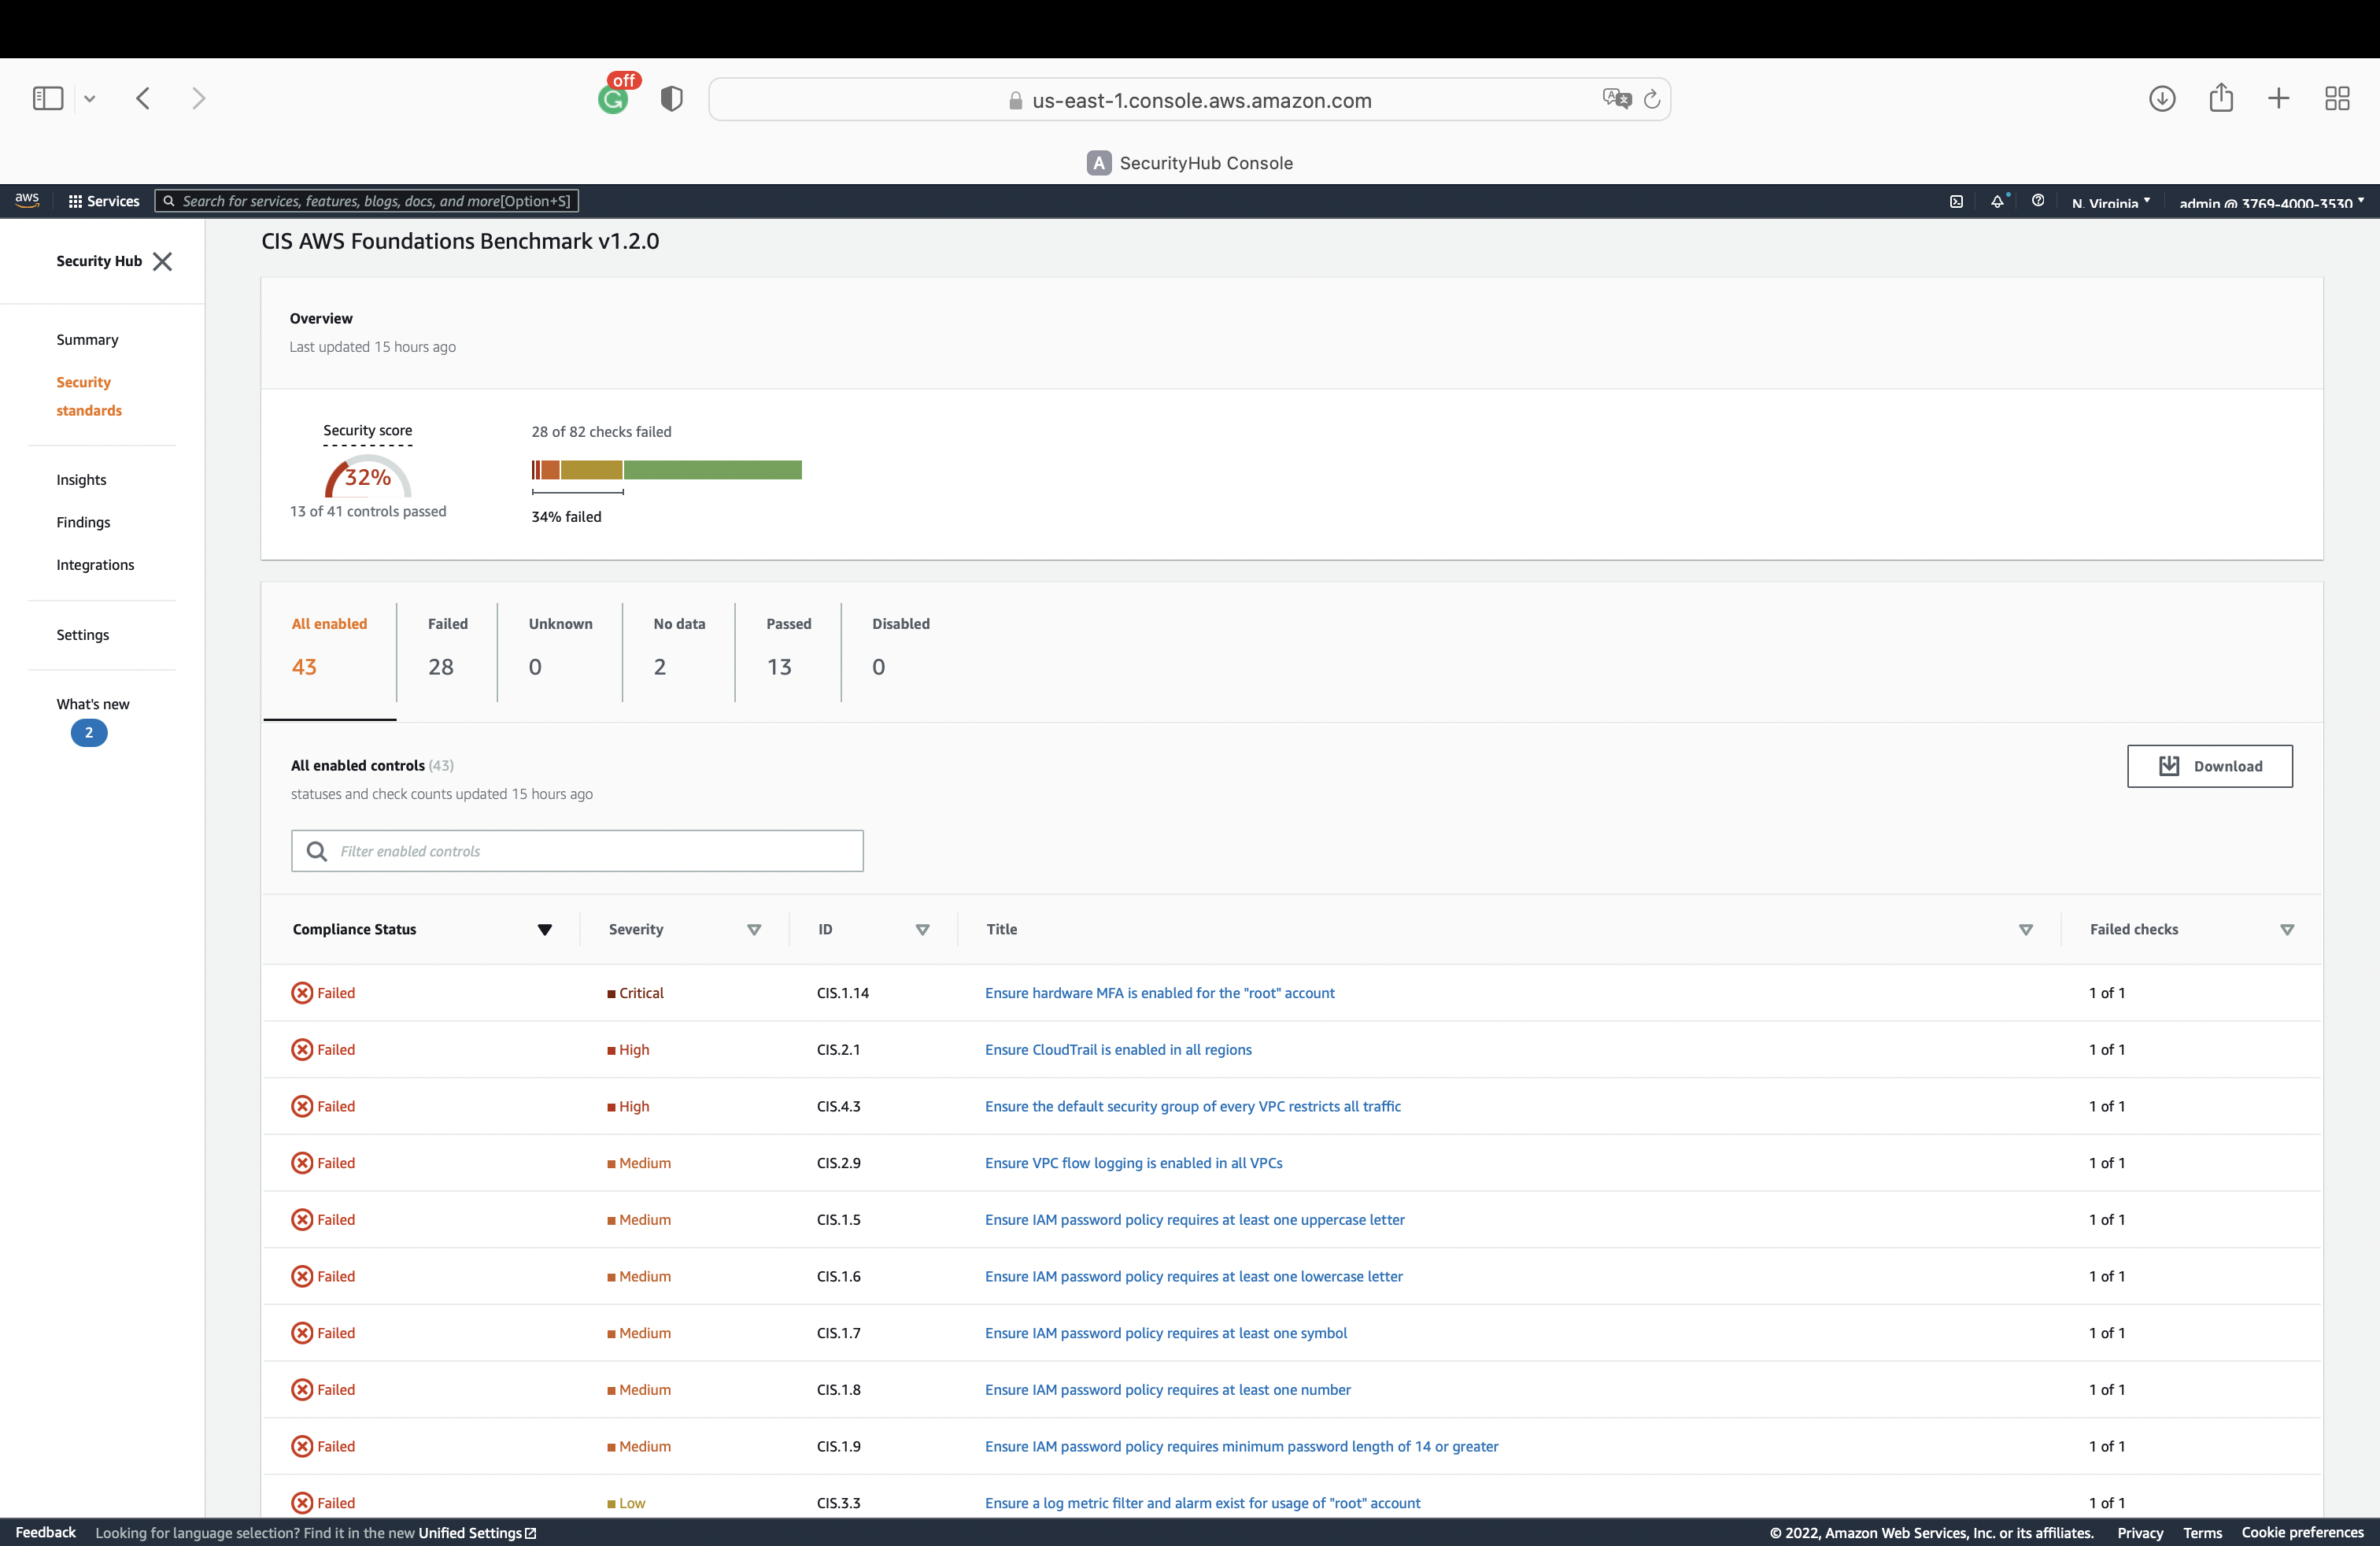 off
us-east-1.console.aws.amazon.com
A SecurityHub Console
aws Services Search for services, features, blogs, docs, and more [Option+S] N. Virginia admin @ 3769-4000-3530
Security Hub
Summary
Security
standards
Insights
Findings
Integrations
Settings
What's new
2
CIS AWS Foundations Benchmark v1.2.0
Overview
Last updated 15 hours ago
Security score
32%
13 of 41 controls passed
28 of 82 checks failed
34% failed
All enabled Failed Unknown No data Passed Disabled
43 28 0 2 13 0
All enabled controls (43)
statuses and check counts updated 15 hours ago
Download
Filter enabled controls
Compliance Status Severity ID Title Failed checks
Failed Critical CIS.1.14 Ensure hardware MFA is enabled for the "root" account 1 of 1
Failed High CIS.2.1 Ensure CloudTrail is enabled in all regions 1 of 1
Failed High CIS.4.3 Ensure the default security group of every VPC restricts all traffic 1 of 1
Failed Medium CIS.2.9 Ensure VPC flow logging is enabled in all VPCs 1 of 1
Failed Medium CIS.1.5 Ensure IAM password policy requires at least one uppercase letter 1 of 1
Failed Medium CIS.1.6 Ensure IAM password policy requires at least one lowercase letter 1 of 1
Failed Medium CIS.1.7 Ensure IAM password policy requires at least one symbol 1 of 1
Failed Medium CIS.1.8 Ensure IAM password policy requires at least one number 1 of 1
Failed Medium CIS.1.9 Ensure IAM password policy requires minimum password length of 14 or greater 1 of 1
Failed Low CIS.3.3 Ensure a log metric filter and alarm exist for usage of "root" account 1 of 1
Feedback Looking for language selection? Find it in the new Unified Settings © 2022, Amazon Web Services, Inc. or its affiliates. Privacy Terms Cookie preferences